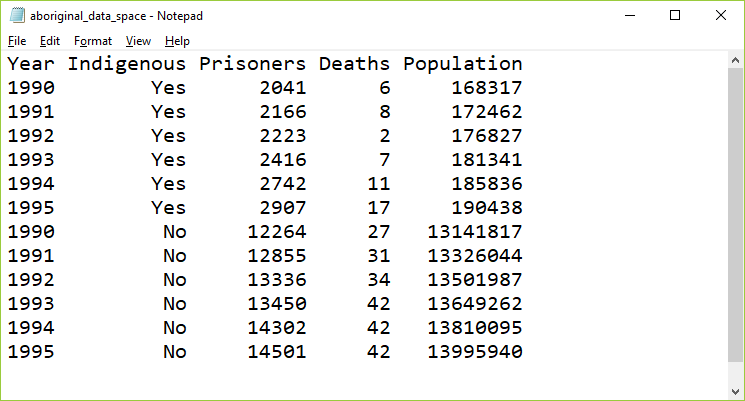 aboriginal_data_space - Notepad
File Edit Format View Help
Year Indigenous Prisoners Deaths Population
1990 Yes 2041 6 168317
1991 Yes 2166 8 172462
1992 Yes 2223 2 176827
1993 Yes 2416 7 181341
1994 Yes 2742 11 185836
1995 Yes 2907 17 190438
1990 No 12264 27 13141817
1991 No 12855 31 13326044
1992 No 13336 34 13501987
1993 No 13450 42 13649262
1994 No 14302 42 13810095
1995 No 14501 42 13995940